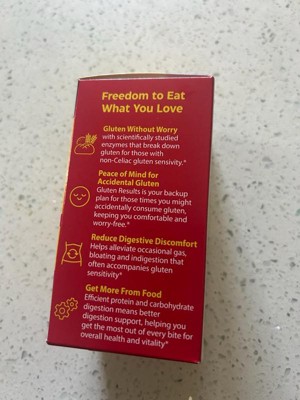 Freedom to Eat
What You Love
Gluten Without Worry
with scientifically studied
enzymes that break down
gluten for those with
non-Celiac gluten sensivity.*
Peace of Mind for
Accidental Gluten
Gluten Results is your backup
plan for those times you might
accidentally consume gluten,
keeping you comfortable and
worry-free.*
Reduce Digestive Discomfort
Helps alleviate occasional gas,
bloating and indigestion that
often accompanies gluten
sensitivity*
Get More From Food
Efficient protein and carbohydrate
digestion means better
digestion support, helping you
get the most out of every bite for
overall health and vitality*